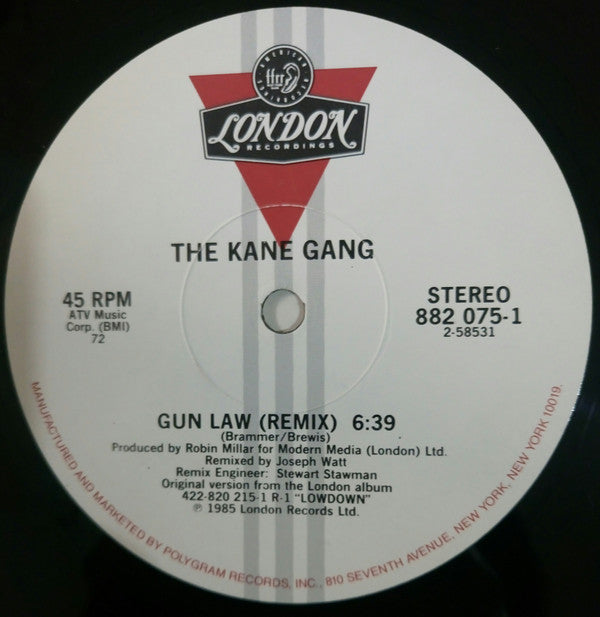 AMERICAN
ffrr
RECORDINGS
LONDON
RECORDINGS
THE KANE GANG
45 RPM
ATV Music
Corp. (BMI)
72
STEREO
882 075-1
2-58531
GUN LAW (REMIX) 6:39
(Brammer/Brewis)
Produced by Robin Millar for Modern Media (London) Ltd.
Remixed by Joseph Watt
Remix Engineer: Stewart Stawman
Original version from the London album
422-820 215-1 R-1 "LOWDOWN"
℗ 1985 London Records Ltd.
MANUFACTURED AND MARKETED BY POLYGRAM RECORDS, INC., 810 SEVENTH AVENUE, NEW YORK, NEW YORK 10019.